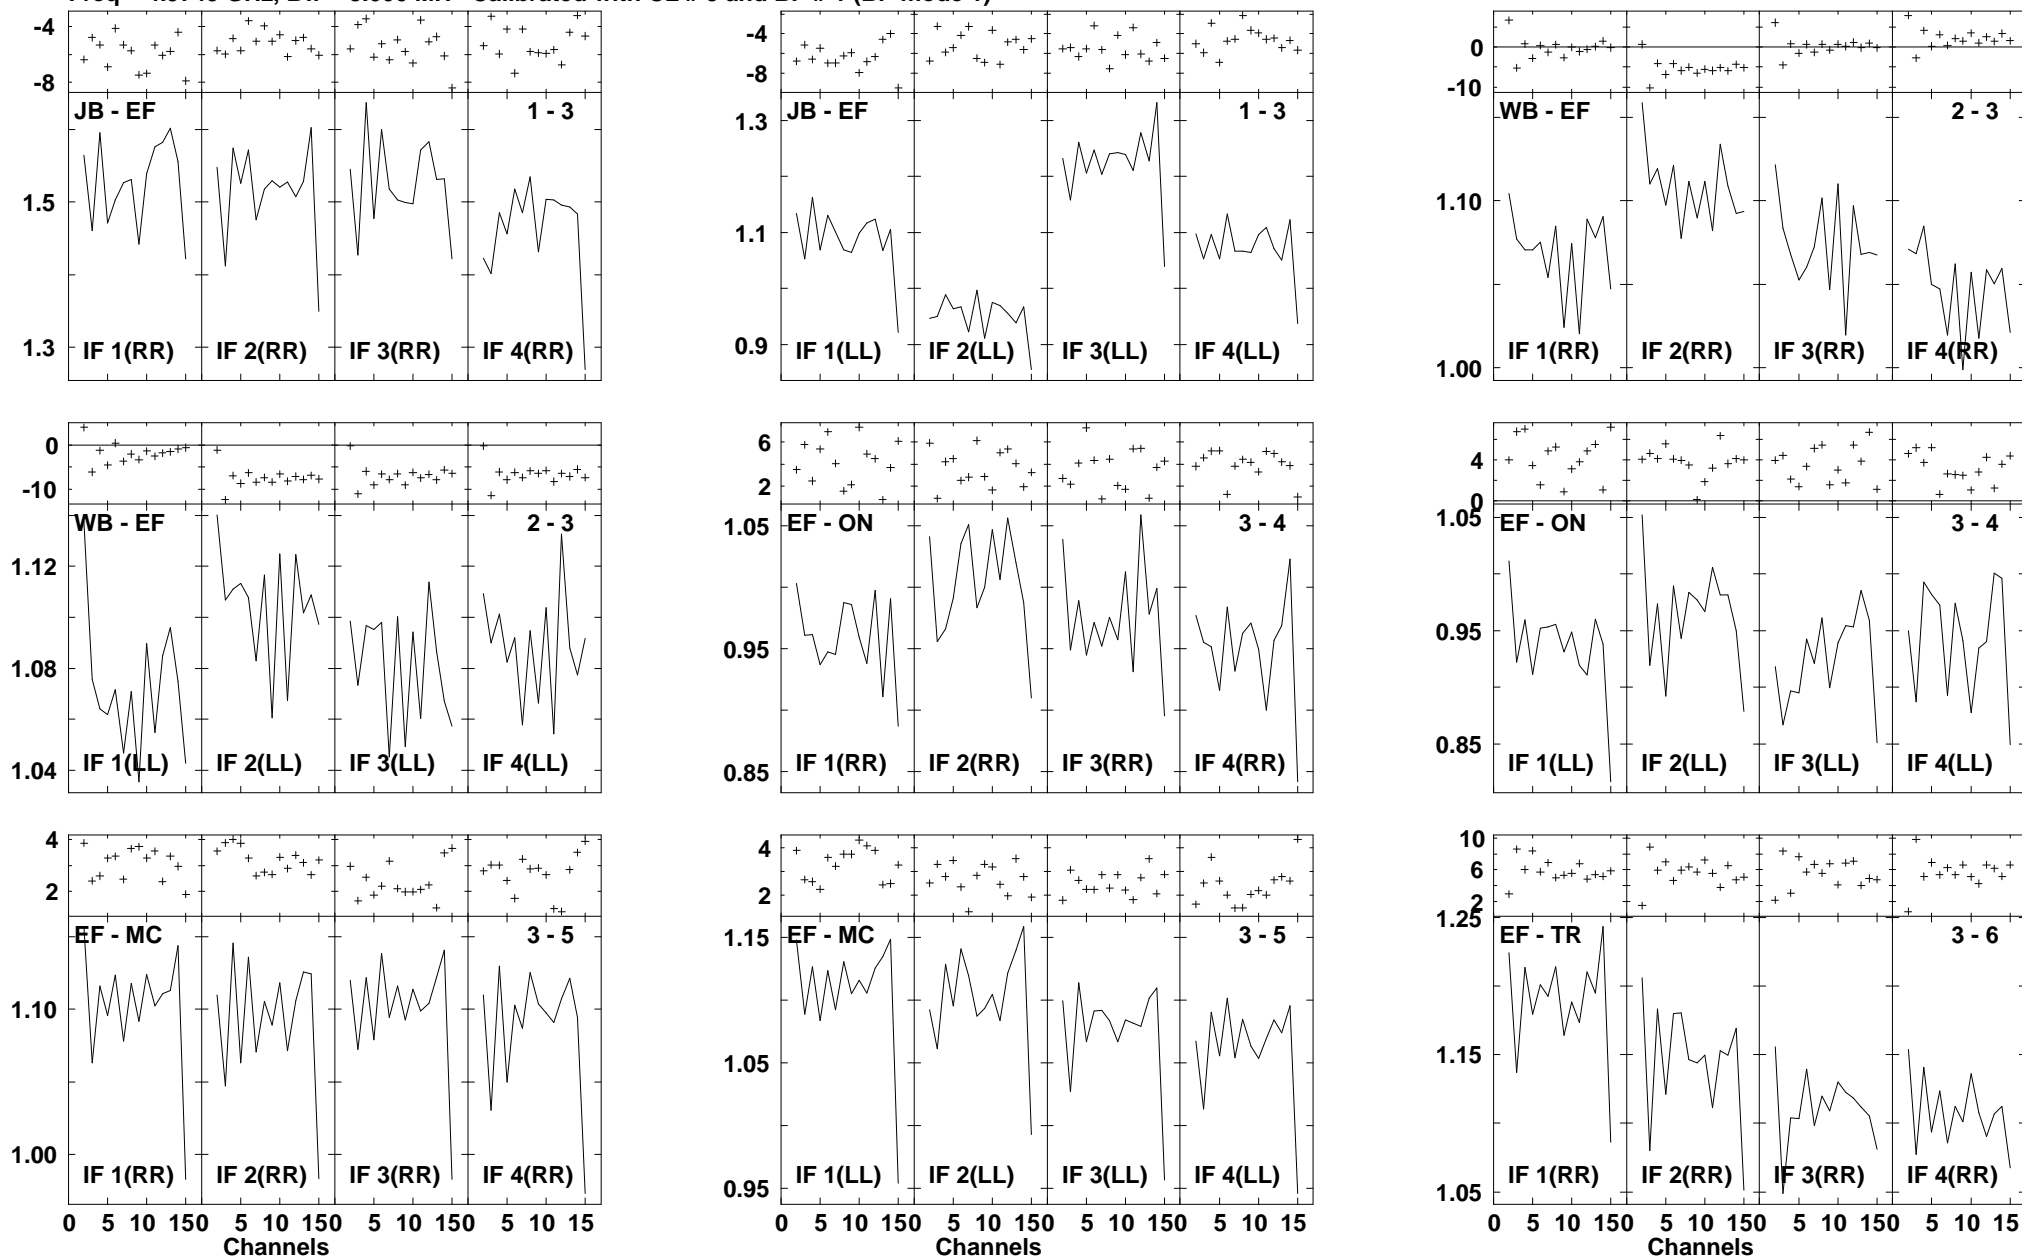 -4
-8
JB - EF
1 - 3
1.5
1.3
IF 1(RR) IF 2(RR) IF 3(RR) IF 4(RR)
-4
-8
JB - EF
1 - 3
1.3
1.1
0.9
IF 1(LL) IF 2(LL) IF 3(LL) IF 4(LL)
0
-10
WB - EF
2 - 3
1.10
1.00
IF 1(RR) IF 2(RR) IF 3(RR) IF 4(RR)
0
-10
WB - EF
2 - 3
1.12
1.08
1.04
IF 1(LL) IF 2(LL) IF 3(LL) IF 4(LL)
6
4
2
EF - ON
3 - 4
1.05
0.95
0.85
IF 1(RR) IF 2(RR) IF 3(RR) IF 4(RR)
4
0
EF - ON
3 - 4
1.05
0.95
0.85
IF 1(LL) IF 2(LL) IF 3(LL) IF 4(LL)
4
2
EF - MC
3 - 5
1.10
1.00
IF 1(RR) IF 2(RR) IF 3(RR) IF 4(RR)
0 5 10 150 5 10 150 5 10 150 5 10 15
Channels
4
2
EF - MC
3 - 5
1.15
1.05
0.95
IF 1(LL) IF 2(LL) IF 3(LL) IF 4(LL)
0 5 10 150 5 10 150 5 10 150 5 10 15
Channels
10
6
2
EF - TR
3 - 6
1.25
1.15
1.05
IF 1(RR) IF 2(RR) IF 3(RR) IF 4(RR)
0 5 10 150 5 10 150 5 10 150 5 10 15
Channels